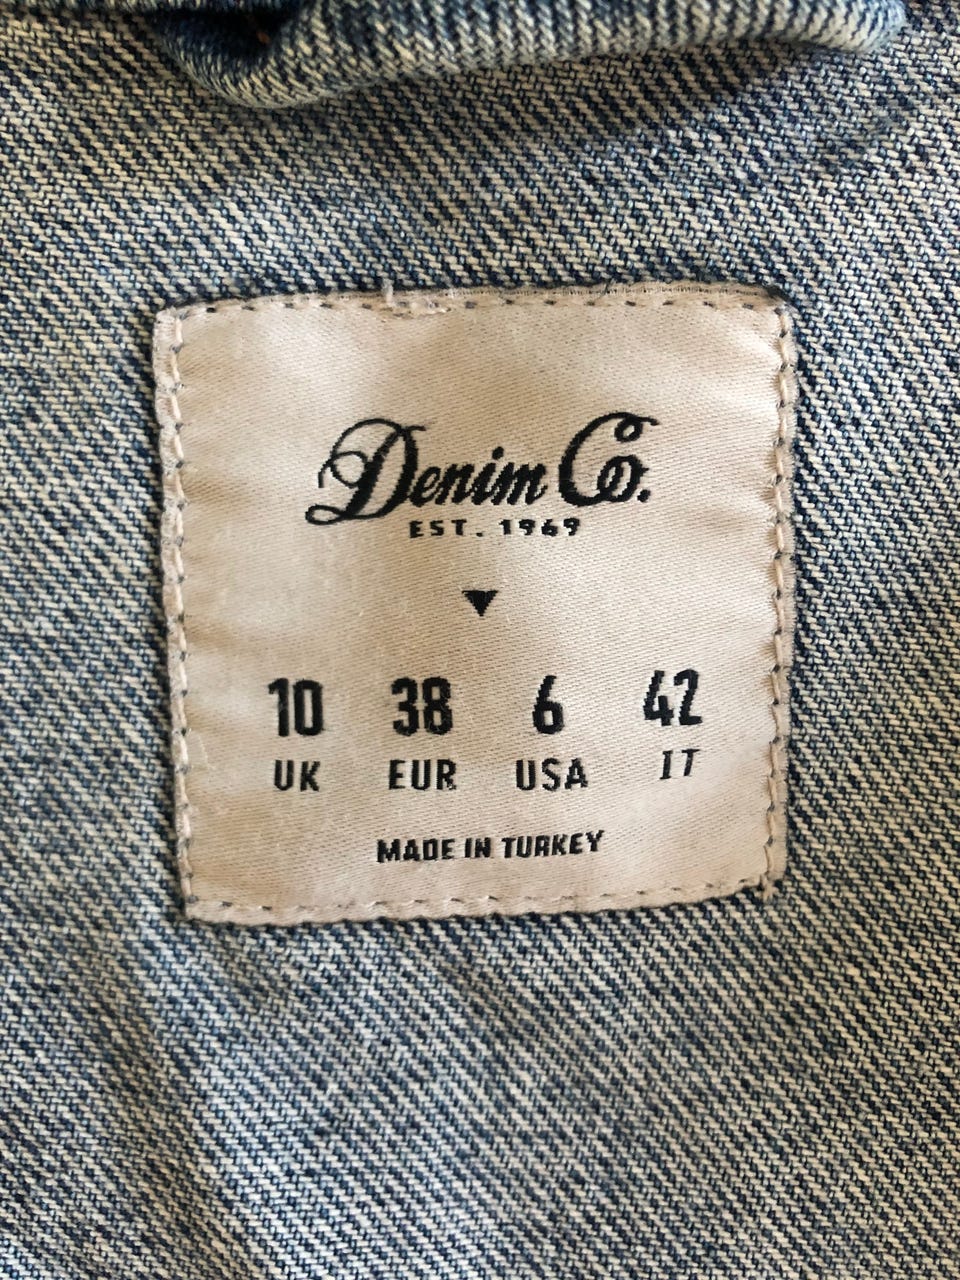 Denim Co.
EST. 1969
10 38 6 42
UK EUR USA IT
MADE IN TURKEY